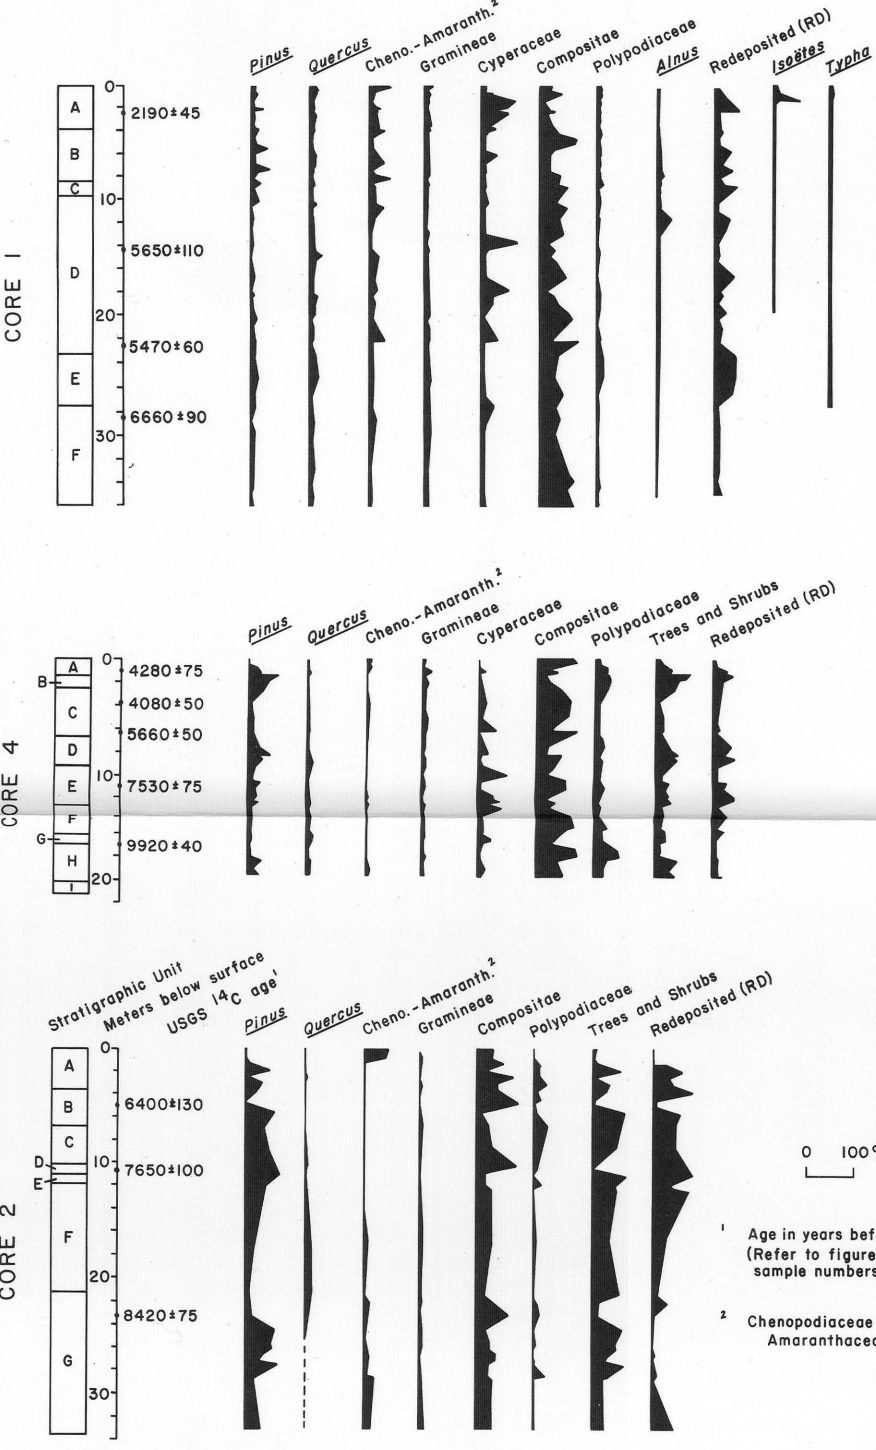 CORE 1
Pinus
Quercus
Cheno.-Amaranth.²
Gramineae
Cyperaceae
Compositae
Polypodiaceae
Alnus
Redeposited (RD)
Isoëtes
Typha
A
B
C
D
E
F
0
10
20
30
2190±45
5650±110
5470±60
6660±90
CORE 4
Pinus
Quercus
Cheno.-Amaranth.²
Gramineae
Cyperaceae
Compositae
Polypodiaceae
Trees and Shrubs
Redeposited (RD)
A
B
C
D
E
F
G
H
I
0
10
20
4280±75
4080±50
5660±50
7530±75
9920±40
CORE 2
Stratigraphic Unit
Meters below surface
USGS 14C age¹
Pinus
Quercus
Cheno.-Amaranth.²
Gramineae
Compositae
Polypodiaceae
Trees and Shrubs
Redeposited (RD)
A
B
C
D
E
F
G
0
10
20
30
6400±130
7650±100
8420±75
0 100
¹ Age in years bef
(Refer to figure
sample numbers
² Chenopodiaceae
Amaranthac